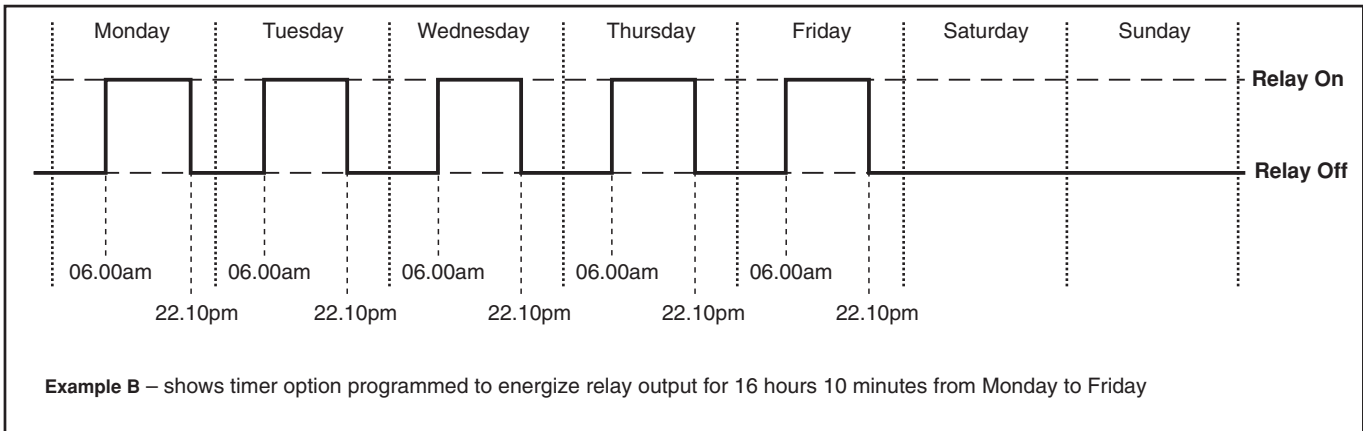 Monday Tuesday Wednesday Thursday Friday Saturday Sunday
Relay On
Relay Off
06.00am 06.00am 06.00am 06.00am 06.00am
22.10pm 22.10pm 22.10pm 22.10pm 22.10pm
Example B – shows timer option programmed to energize relay output for 16 hours 10 minutes from Monday to Friday